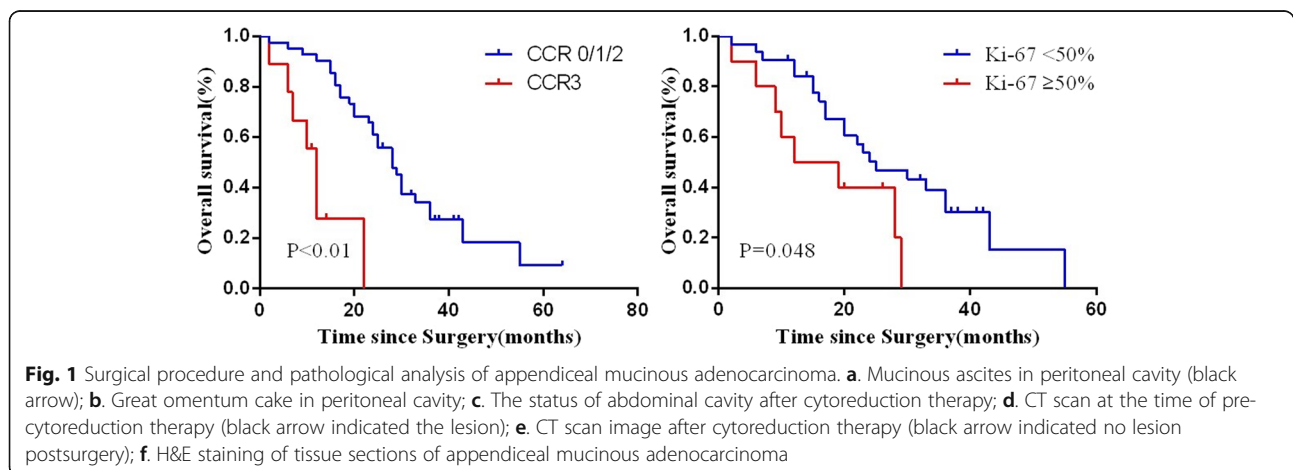 1.0
0.8
0.6
0.4
0.2
0.0
Overall survival(%)
CCR 0/1/2
CCR3
P<0.01
0 20 40 60 80
Time since Surgery(months)
1.0
0.8
0.6
0.4
0.2
0.0
Overall survival(%)
Ki-67 <50%
Ki-67 ≥50%
P=0.048
0 20 40 60
Time since Surgery(months)
Fig. 1 Surgical procedure and pathological analysis of appendiceal mucinous adenocarcinoma. a. Mucinous ascites in peritoneal cavity (black
arrow); b. Great omentum cake in peritoneal cavity; c. The status of abdominal cavity after cytoreduction therapy; d. CT scan at the time of pre-
cytoreduction therapy (black arrow indicated the lesion); e. CT scan image after cytoreduction therapy (black arrow indicated no lesion
postsurgery); f. H&E staining of tissue sections of appendiceal mucinous adenocarcinoma